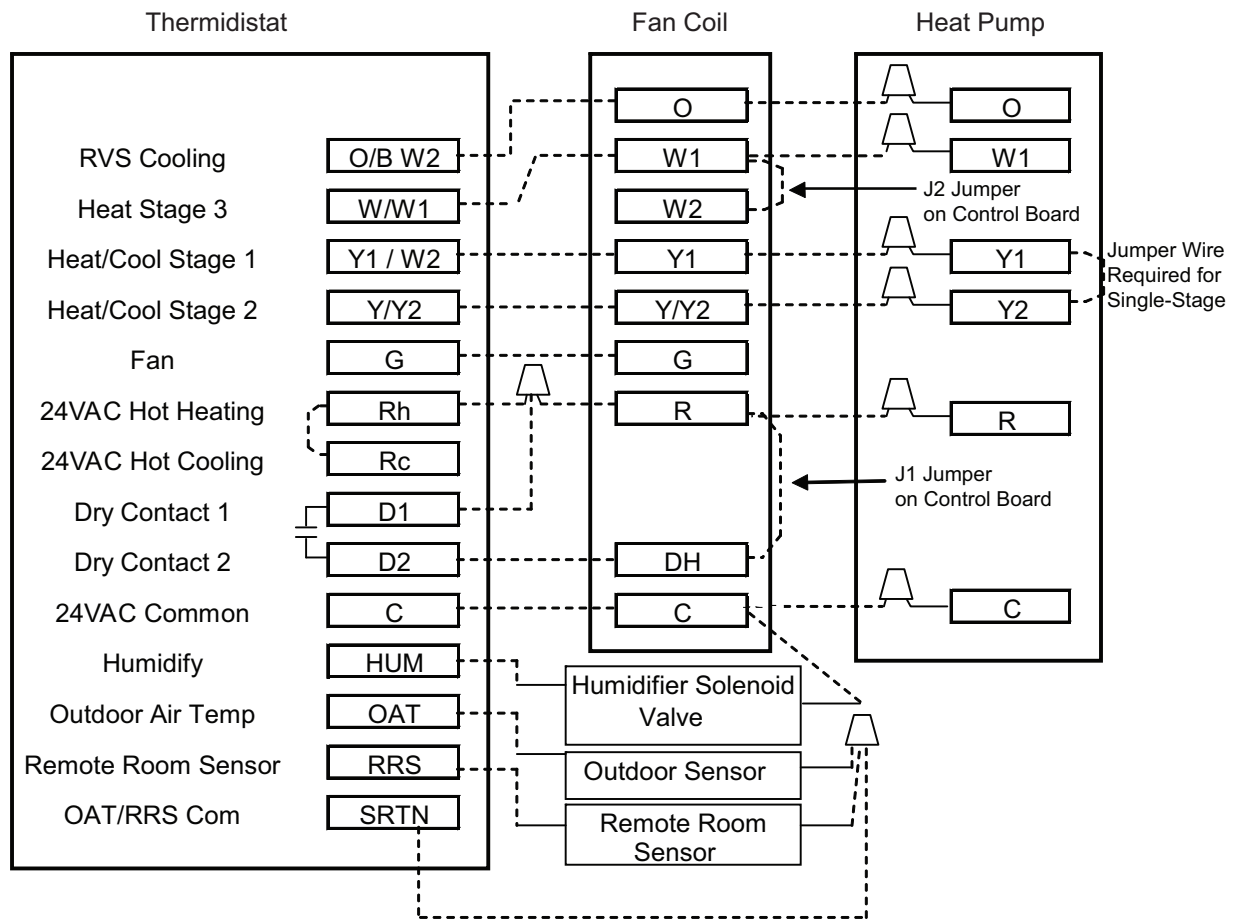 Thermidistat
Fan Coil
Heat Pump
O
O
RVS Cooling
O/B W2
W1
W1
J2 Jumper
on Control Board
Heat Stage 3
W/W1
W2
Heat/Cool Stage 1
Y1 / W2
Y1
Y1
Jumper Wire
Required for
Single-Stage
Heat/Cool Stage 2
Y/Y2
Y/Y2
Y2
Fan
G
G
24VAC Hot Heating
Rh
R
R
24VAC Hot Cooling
Rc
J1 Jumper
on Control Board
Dry Contact 1
D1
Dry Contact 2
D2
DH
24VAC Common
C
C
C
Humidify
HUM
Humidifier Solenoid
Valve
Outdoor Air Temp
OAT
Outdoor Sensor
Remote Room Sensor
RRS
Remote Room
Sensor
OAT/RRS Com
SRTN